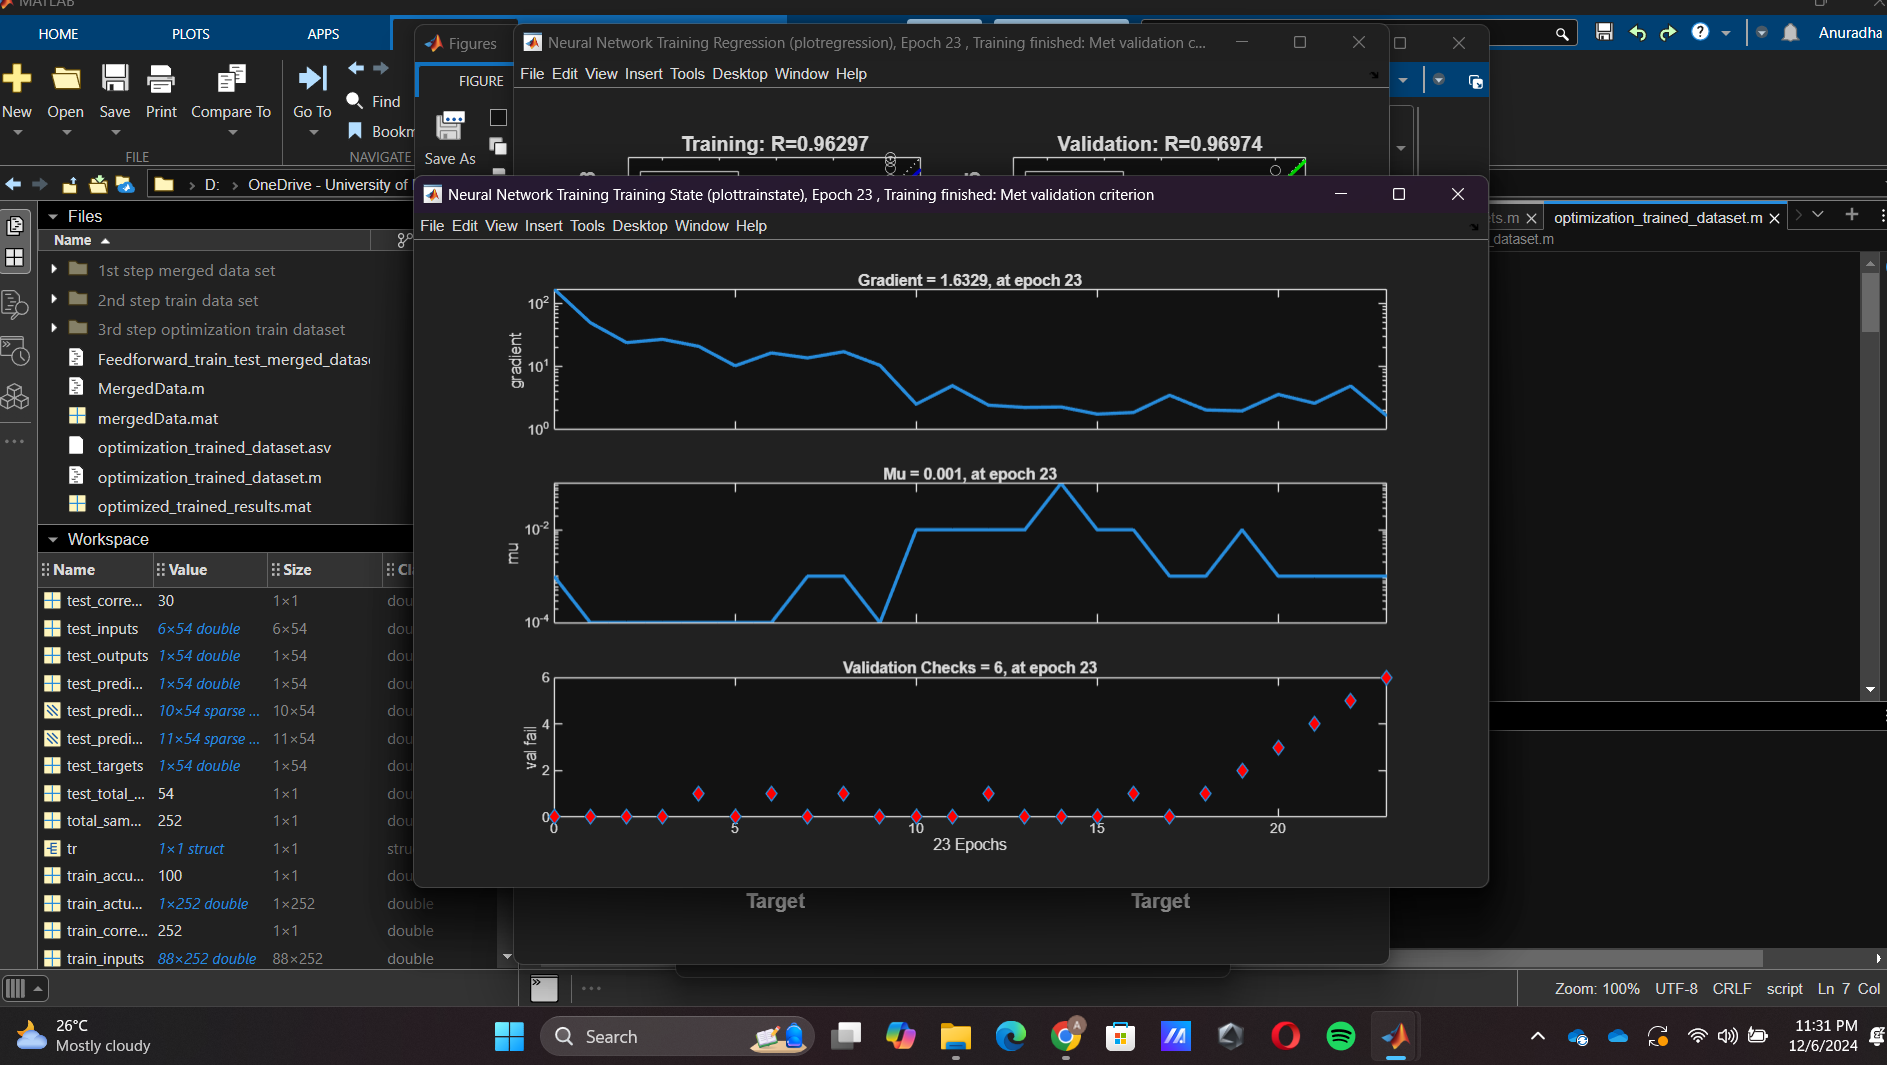 MATLAB
HOME PLOTS APPS
Anuradha
New Open Save Print Compare To Go To Find
FILE NAVIGATE
D: OneDrive - University of
Figures
FIGURE
Save As
Neural Network Training Regression (plotregression), Epoch 23 , Training finished: Met validation c...
File Edit View Insert Tools Desktop Window Help
Training: R=0.96297 Validation: R=0.96974
Neural Network Training Training State (plottrainstate), Epoch 23 , Training finished: Met validation criterion
File Edit View Insert Tools Desktop Window Help
Gradient = 1.6329, at epoch 23
gradient
10²
10¹
10⁰
Mu = 0.001, at epoch 23
mu
10⁻²
10⁻⁴
Validation Checks = 6, at epoch 23
val fail
6
4
2
0
0 5 10 15 20
23 Epochs
Target Target
ts.m optimization_trained_dataset.m
dataset.m
Files
Name
1st step merged data set
2nd step train data set
3rd step optimization train dataset
Feedforward_train_test_merged_datas
MergedData.m
mergedData.mat
optimization_trained_dataset.asv
optimization_trained_dataset.m
optimized_trained_results.mat
Workspace
Name Value Size Cl
test_corre... 30 1×1 dou
test_inputs 6×54 double 6×54 dou
test_outputs 1×54 double 1×54 dou
test_predi... 1×54 double 1×54 dou
test_predi... 10×54 sparse ... 10×54 dou
test_predi... 11×54 sparse ... 11×54 dou
test_targets 1×54 double 1×54 dou
test_total_... 54 1×1 dou
total_sam... 252 1×1 dou
tr 1×1 struct 1×1 stru
train_accu... 100 1×1 dou
train_actu... 1×252 double 1×252 double
train_corre... 252 1×1 double
train_inputs 88×252 double 88×252 double
Zoom: 100% UTF-8 CRLF script Ln 7 Col
26°C
Mostly cloudy
Search
11:31 PM
12/6/2024